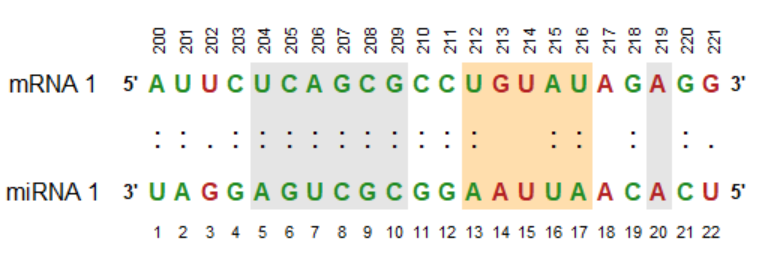 200 201 202 203 204 205 206 207 208 209 210 211 212 213 214 215 216 217 218 219 220 221
mRNA 1 5' A U U C U C A G C G C C U G U A U A G A G G 3'
: : . : : : : : : : : : : : : : : .
miRNA 1 3' U A G G A G U C G C G G A A U U A A C A C U 5'
1 2 3 4 5 6 7 8 9 10 11 12 13 14 15 16 17 18 19 20 21 22